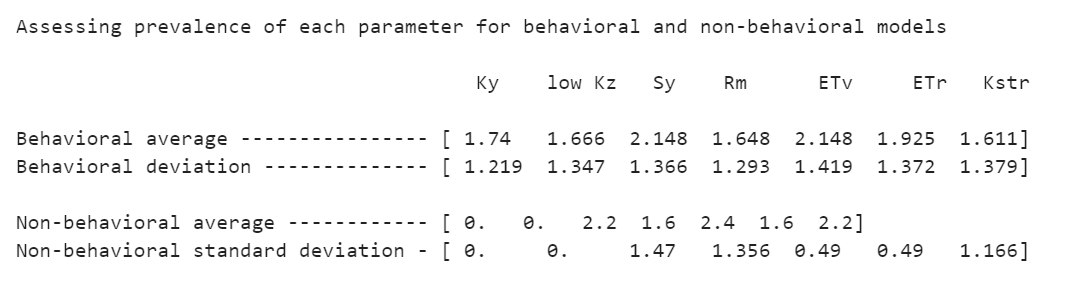 Assessing prevalence of each parameter for behavioral and non-behavioral models
Ky low Kz Sy Rm ETv ETr Kstr
Behavioral average ---------------- [ 1.74 1.666 2.148 1.648 2.148 1.925 1.611]
Behavioral deviation -------------- [ 1.219 1.347 1.366 1.293 1.419 1.372 1.379]
Non-behavioral average ------------ [ 0. 0. 2.2 1.6 2.4 1.6 2.2]
Non-behavioral standard deviation - [ 0. 0. 1.47 1.356 0.49 0.49 1.166]